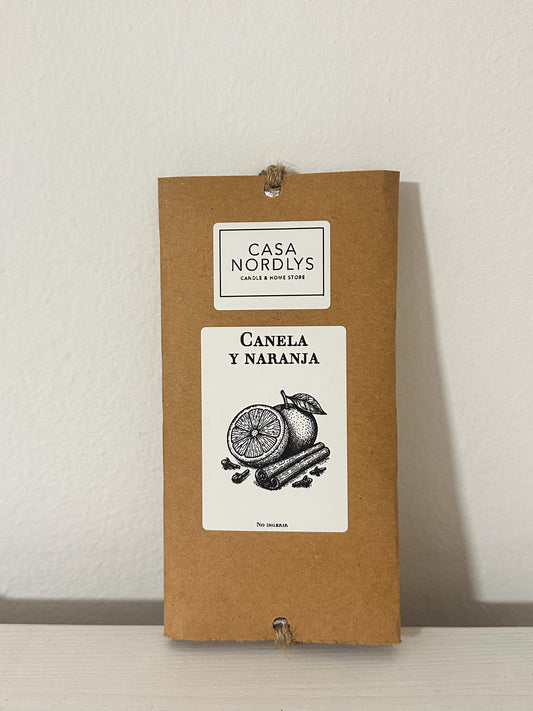 CASA
NORDLYS
CANDLE & HOME STORE
CANELA
Y NARANJA
NO INGERIR